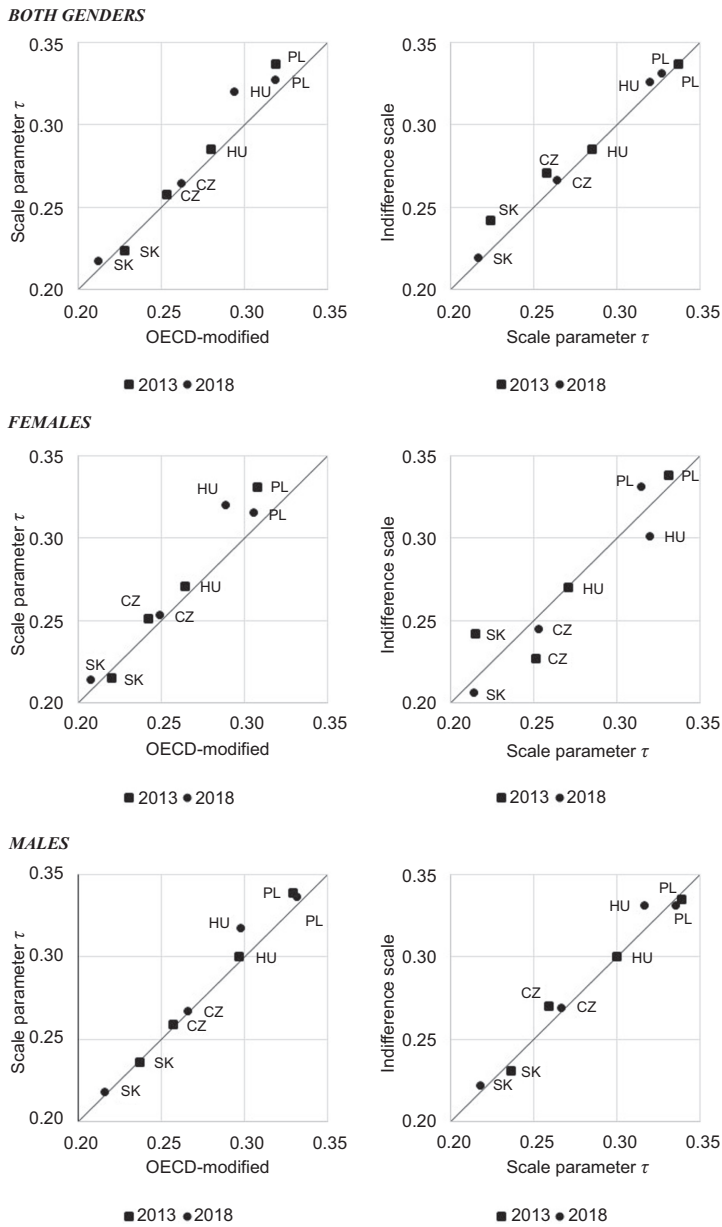 BOTH GENDERS
0.35
0.30
0.25
0.20
Scale parameter τ
PL
PL
HU
HU
CZ
CZ
SK
SK
0.20 0.25 0.30 0.35
OECD-modified
■ 2013 ● 2018
0.35
0.30
0.25
0.20
Indifference scale
PL
PL
HU
HU
CZ
CZ
SK
SK
0.20 0.25 0.30 0.35
Scale parameter τ
■ 2013 ● 2018
FEMALES
0.35
0.30
0.25
0.20
Scale parameter τ
HU
PL
PL
HU
CZ
CZ
SK
SK
0.20 0.25 0.30 0.35
OECD-modified
■ 2013 ● 2018
0.35
0.30
0.25
0.20
Indifference scale
PL
PL
HU
HU
SK
CZ
CZ
SK
0.20 0.25 0.30 0.35
Scale parameter τ
■ 2013 ● 2018
MALES
0.35
0.30
0.25
0.20
Scale parameter τ
PL
PL
HU
HU
CZ
CZ
SK
SK
0.20 0.25 0.30 0.35
OECD-modified
■ 2013 ● 2018
0.35
0.30
0.25
0.20
Indifference scale
PL
HU
PL
HU
CZ
CZ
SK
SK
0.20 0.25 0.30 0.35
Scale parameter τ
■ 2013 ● 2018